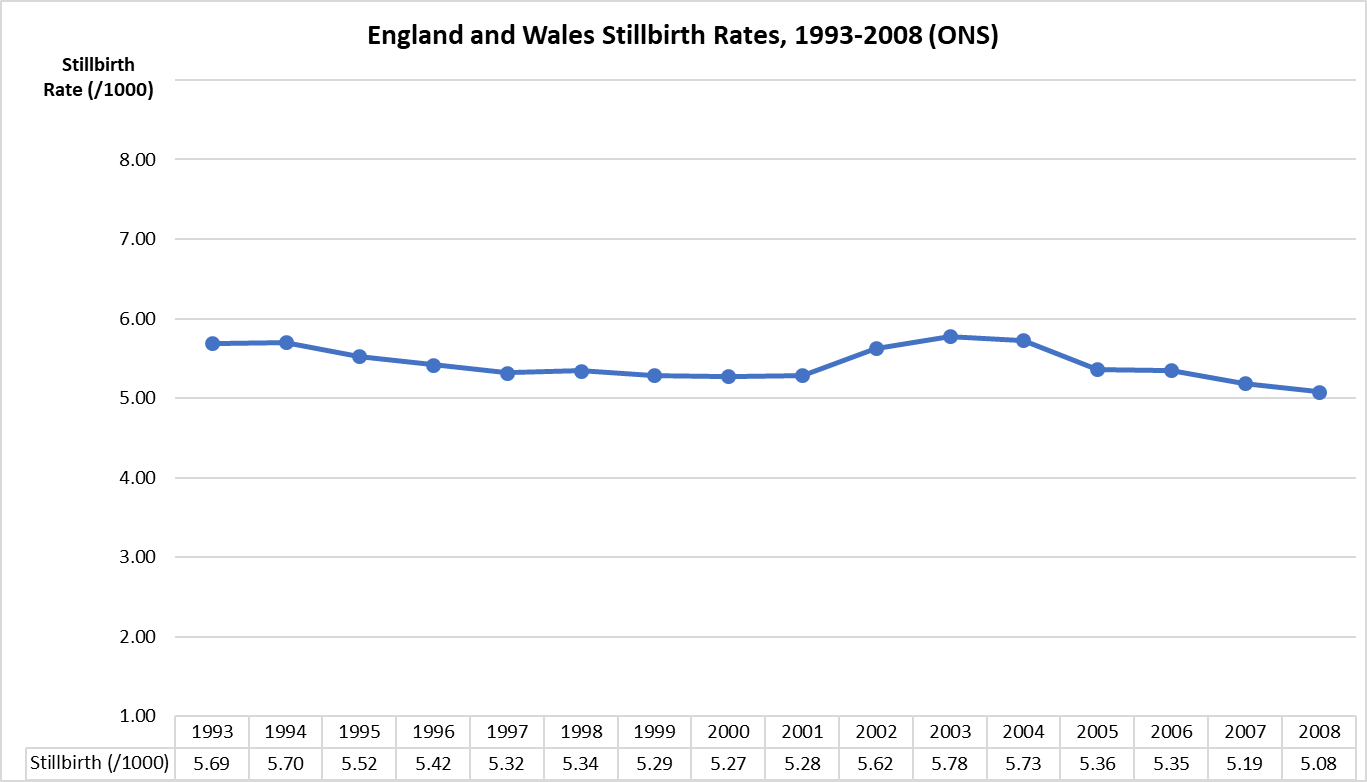 England and Wales Stillbirth Rates, 1993-2008 (ONS)
Stillbirth
Rate (/1000)
8.00
7.00
6.00
5.00
4.00
3.00
2.00
1.00
1993 1994 1995 1996 1997 1998 1999 2000 2001 2002 2003 2004 2005 2006 2007 2008
Stillbirth (/1000) 5.69 5.70 5.52 5.42 5.32 5.34 5.29 5.27 5.28 5.62 5.78 5.73 5.36 5.35 5.19 5.08